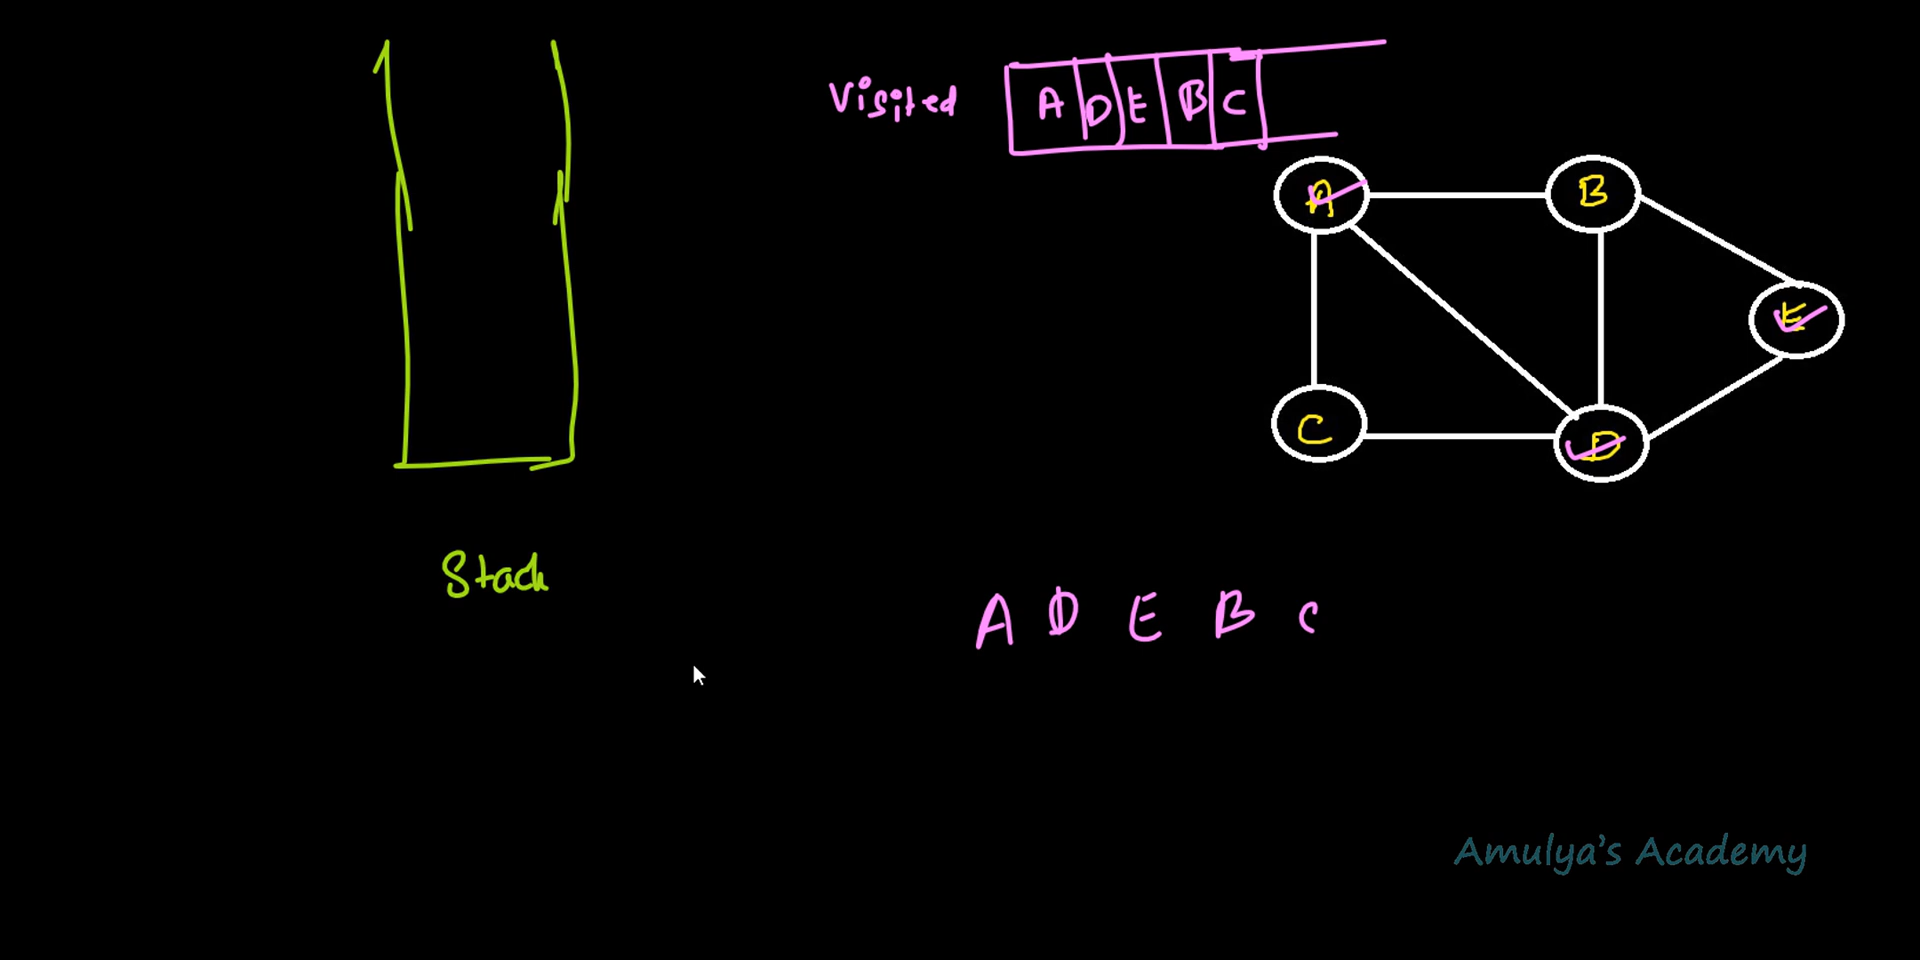 Visited A D E B C
A B
E
C D
Stack
A D E B C
Amulya's Academy